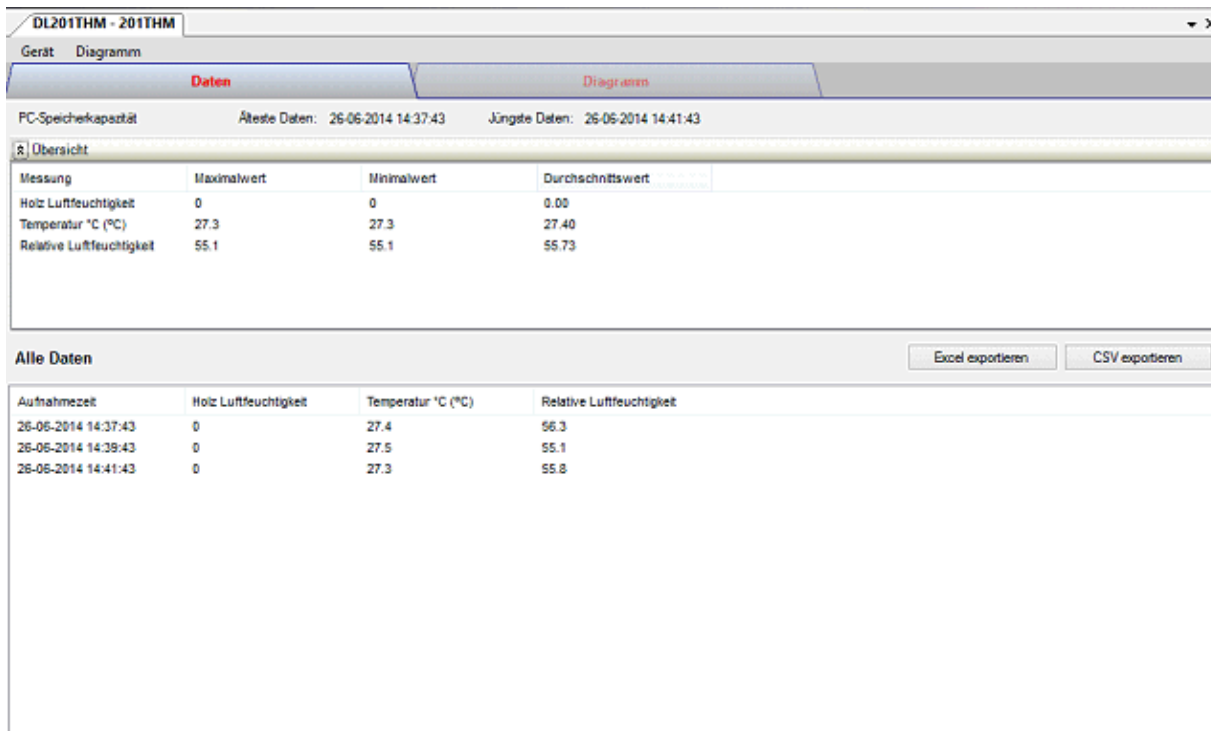 DL201THM - 201THM
Gerät Diagramm
Daten Diagramm
PC-Speicherkapazität Älteste Daten: 26-06-2014 14:37:43 Jüngste Daten: 26-06-2014 14:41:43
Übersicht
Messung Maximalwert Minimalwert Durchschnittswert
Holz Luftfeuchtigkeit 0 0 0.00
Temperatur °C (ºC) 27.3 27.3 27.40
Relative Luftfeuchtigkeit 55.1 55.1 55.73
Alle Daten Excel exportieren CSV exportieren
Aufnahmezeit Holz Luftfeuchtigkeit Temperatur °C (ºC) Relative Luftfeuchtigkeit
26-06-2014 14:37:43 0 27.4 56.3
26-06-2014 14:39:43 0 27.5 55.1
26-06-2014 14:41:43 0 27.3 55.8